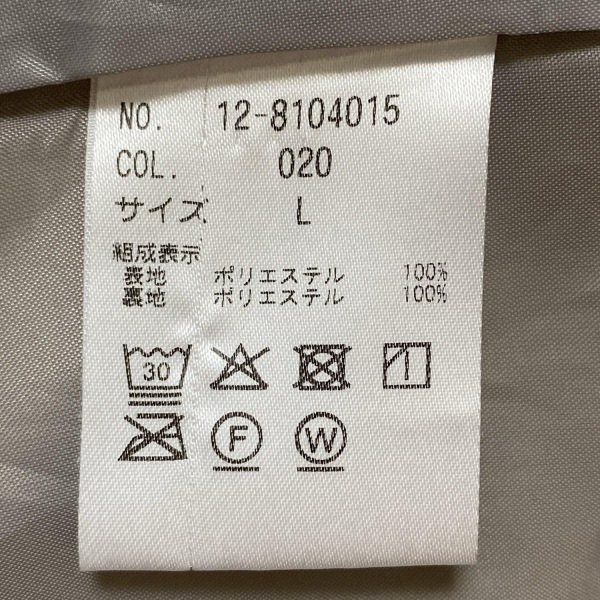 NO. 12-8104015
COL. 020
サイズ L
組成表示
表地 ポリエステル 100%
裏地 ポリエステル 100%
30
F W